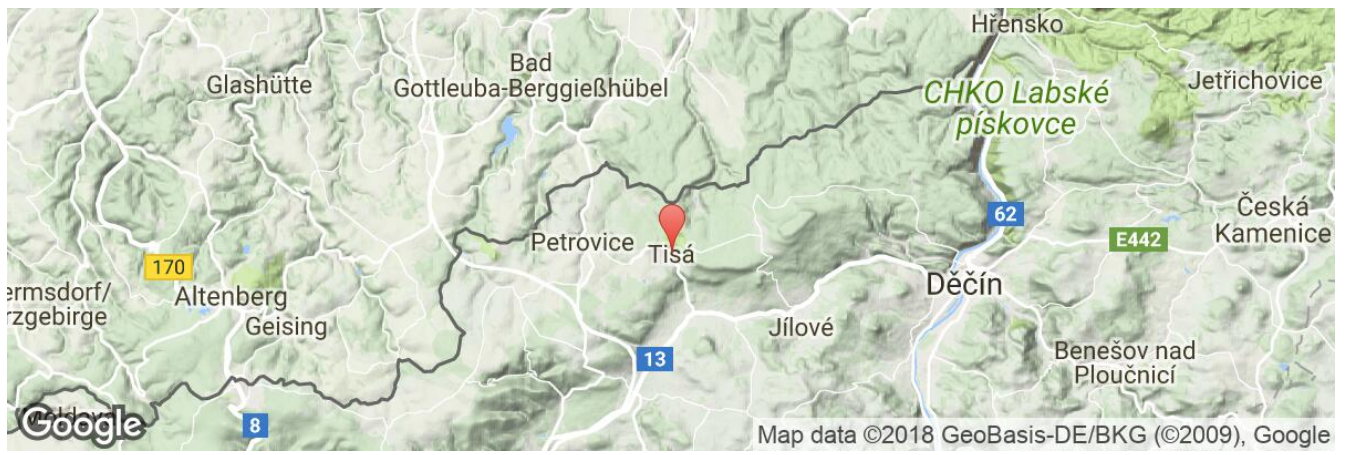 Hřensko
Bad
Gottleuba-Berggießhübel
Glashütte
CHKO Labské
pískovce
Jetřichovice
62
Česká
Kamenice
Petrovice
Tisá
E442
170
Děčín
ermsdorf/
rzgebirge
Altenberg
Geising
Jílové
13
Benešov nad
Ploučnicí
Moldava
Google
8
Map data ©2018 GeoBasis-DE/BKG (©2009), Google